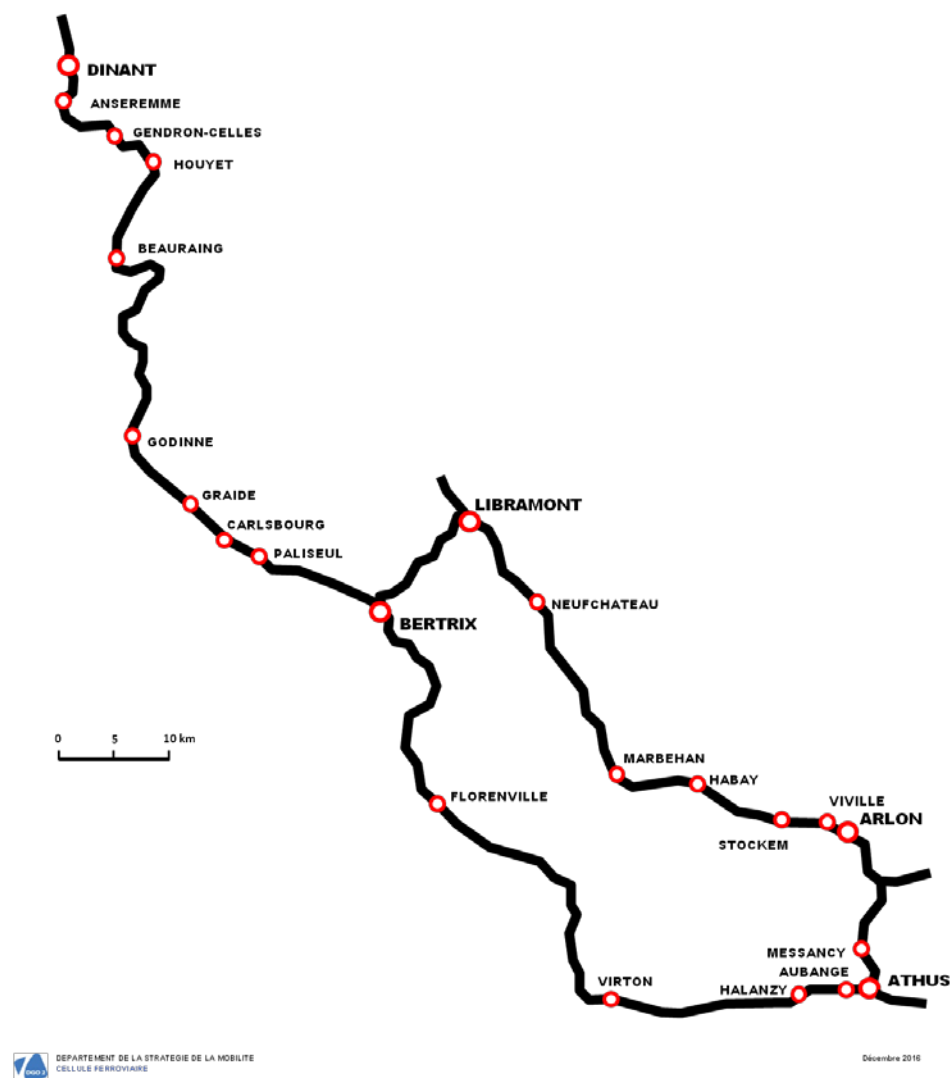 DINANT
ANSEREMME
GENDRON-CELLES
HOUYET
BEAURAING
GODINNE
GRAIDE
CARLSBOURG
PALISEUL
LIBRAMONT
NEUFCHATEAU
BERTRIX
0 5 10 km
MARBEHAN
HABAY
FLORENVILLE
VIVILLE
ARLON
STOCKEM
MESSANCY
AUBANGE
ATHUS
VIRTON
HALANZY
DGO 2
DEPARTEMENT DE LA STRATEGIE DE LA MOBILITE
CELLULE FERROVIAIRE
Décembre 2016